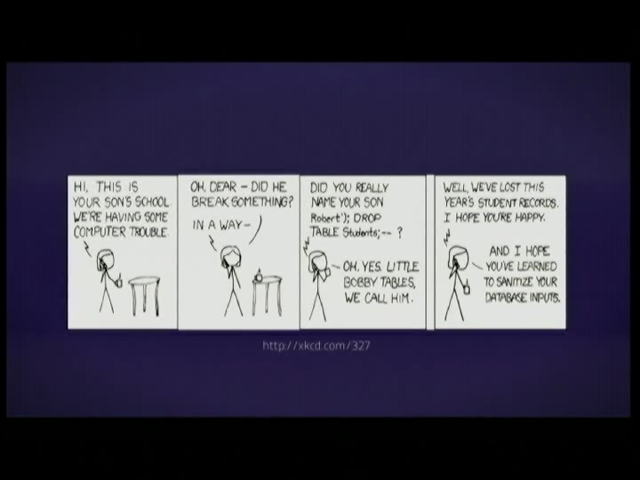 HI, THIS IS
YOUR SON'S SCHOOL.
WE'RE HAVING SOME
COMPUTER TROUBLE.
OH, DEAR – DID HE
BREAK SOMETHING?
IN A WAY–
DID YOU REALLY
NAME YOUR SON
Robert'); DROP
TABLE Students;-- ?
OH. YES. LITTLE
BOBBY TABLES,
WE CALL HIM.
WELL, WE'VE LOST THIS
YEAR'S STUDENT RECORDS.
I HOPE YOU'RE HAPPY.
AND I HOPE
YOU'VE LEARNED
TO SANITIZE YOUR
DATABASE INPUTS.
http://xkcd.com/327